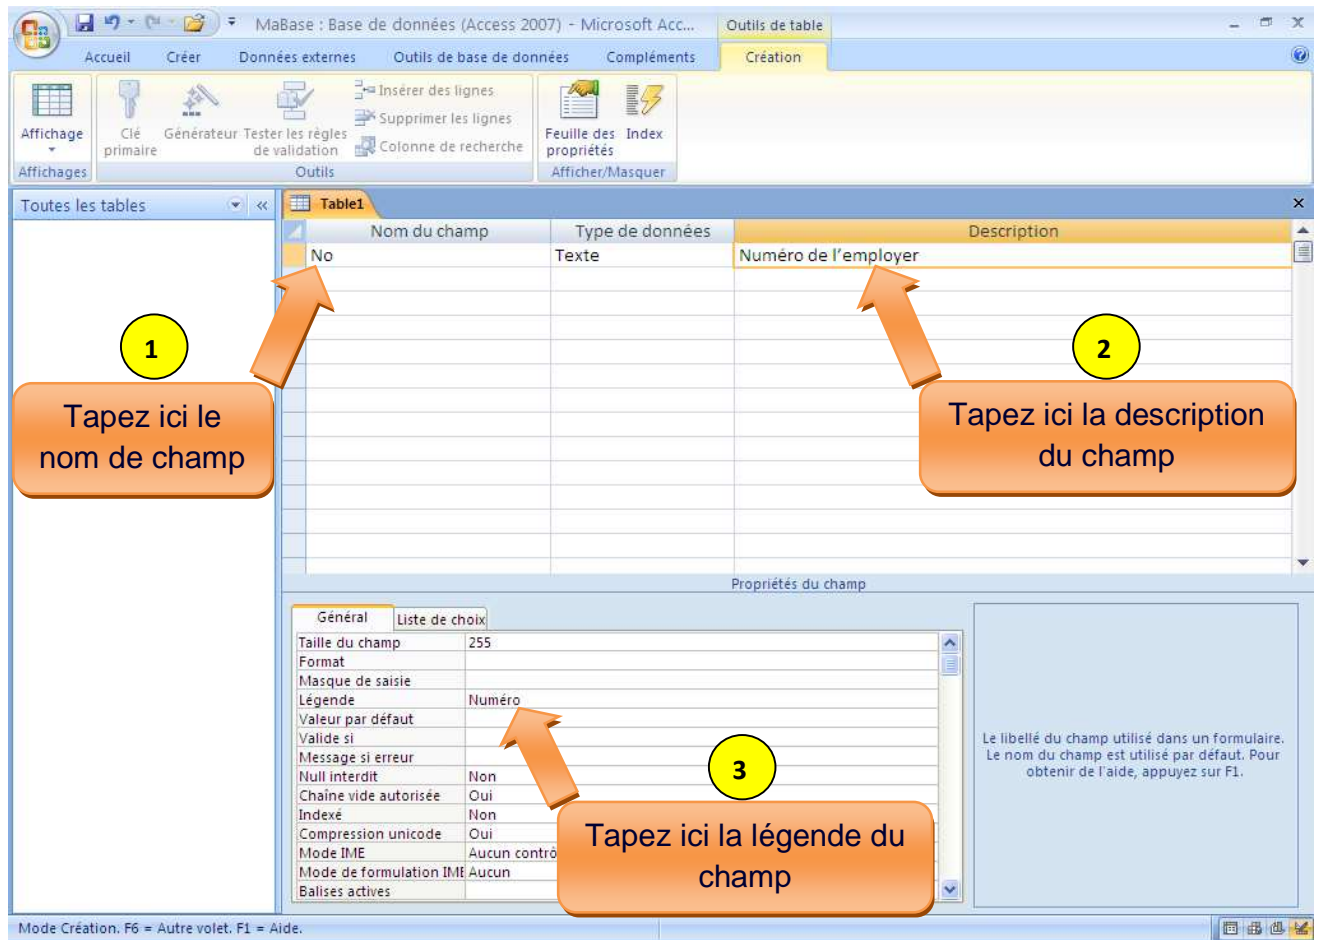 MaBase : Base de données (Access 2007) - Microsoft Acc...
Outils de table
Accueil
Créer
Données externes
Outils de base de données
Compléments
Création
Affichage
Clé primaire
Générateur
Tester les règles de validation
Insérer des lignes
Supprimer les lignes
Colonne de recherche
Feuille des propriétés
Index
Affichages
Outils
Afficher/Masquer
Toutes les tables
Table1
Nom du champ
Type de données
Description
No
Texte
Numéro de l'employer
1
Tapez ici le
nom de champ
2
Tapez ici la description
du champ
Propriétés du champ
Général
Liste de choix
Taille du champ 255
Format
Masque de saisie
Légende Numéro
Valeur par défaut
Valide si
Message si erreur
Null interdit Non
Chaîne vide autorisée Oui
Indexé Non
Compression unicode Oui
Mode IME Aucun contrô
Mode de formulation IME Aucun
Balises actives
3
Tapez ici la légende du
champ
Le libellé du champ utilisé dans un formulaire.
Le nom du champ est utilisé par défaut. Pour
obtenir de l'aide, appuyez sur F1.
Mode Création. F6 = Autre volet. F1 = Aide.